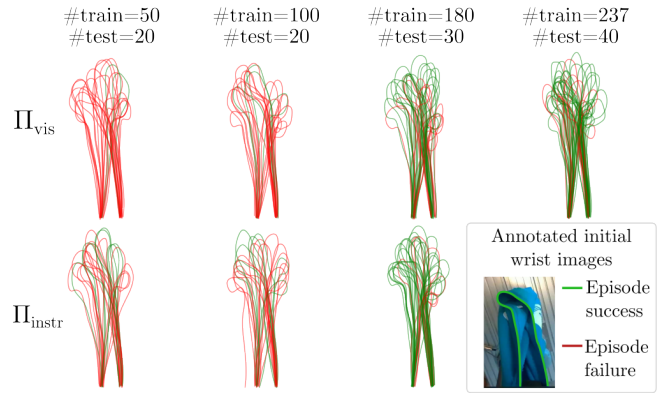 #train=50
#test=20
#train=100
#test=20
#train=180
#test=30
#train=237
#test=40
Π_vis
Π_instr
Annotated initial
wrist images
Episode
success
Episode
failure